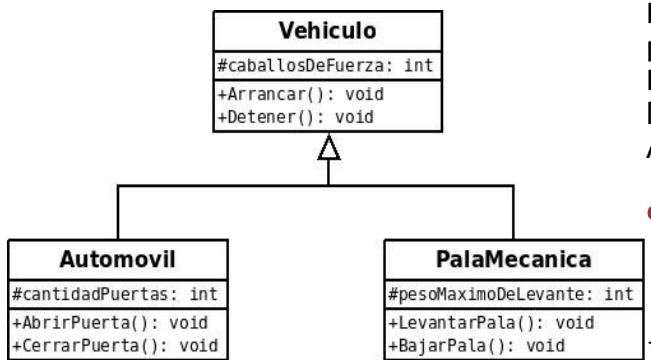 Vehiculo
#caballosDeFuerza: int
+Arrancar(): void
+Detener(): void
Automovil
#cantidadPuertas: int
+AbrirPuerta(): void
+CerrarPuerta(): void
PalaMecanica
#pesoMaximoDeLevante: int
+LevantarPala(): void
+BajarPala(): void